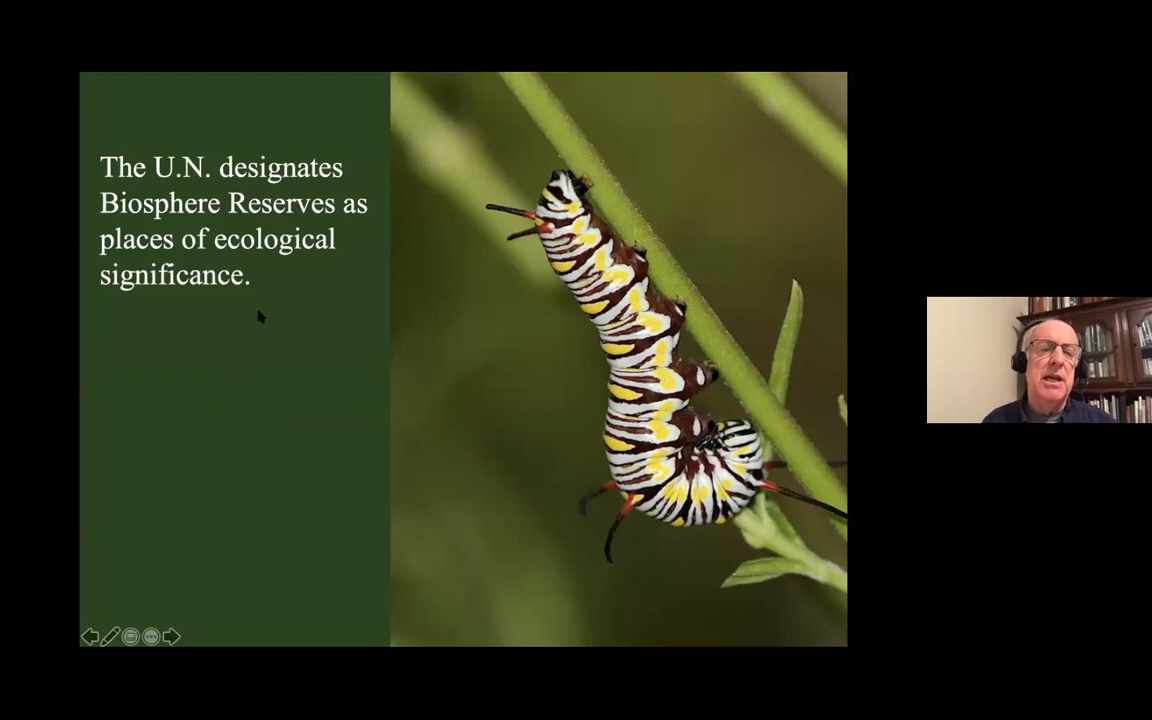 The U.N. designates
Biosphere Reserves as
places of ecological
significance.